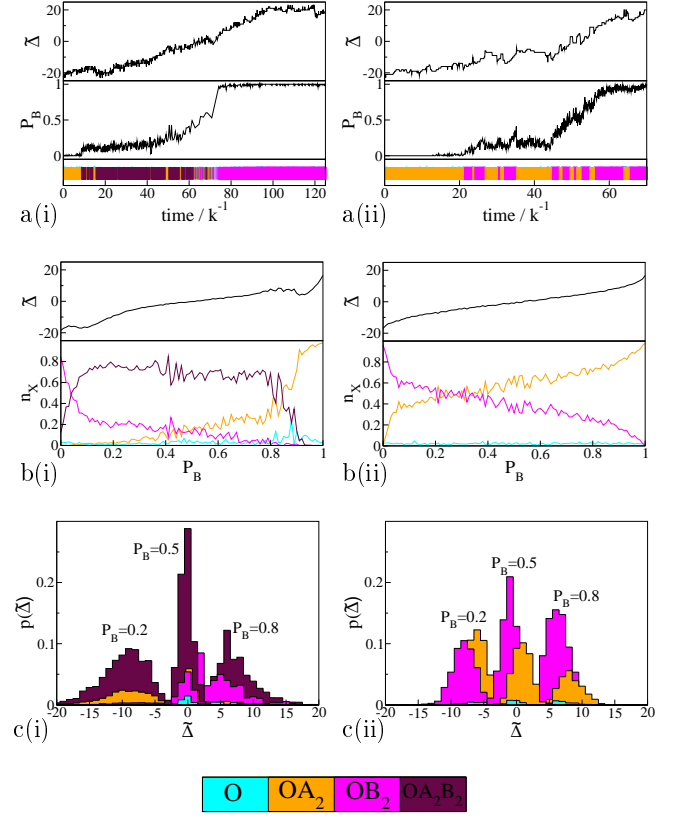 20
0
-20
Δ̃
1
0.5
0
P_B
0 20 40 60 80 100 120
time / k^-1
a(i)
20
0
-20
Δ̃
1
0.5
0
P_B
0 20 40 60
time / k^-1
a(ii)
20
0
-20
Δ̃
0.8
0.6
0.4
0.2
0
n_X
0 0.2 0.4 0.6 0.8 1
P_B
b(i)
20
0
-20
Δ̃
0.8
0.6
0.4
0.2
0
n_X
0 0.2 0.4 0.6 0.8 1
P_B
b(ii)
P_B=0.5
P_B=0.2
P_B=0.8
0.2
0.1
0
p(Δ̃)
-20 -15 -10 -5 0 5 10 15 20
Δ̃
c(i)
P_B=0.5
P_B=0.2
P_B=0.8
0.2
0.1
0
p(Δ̃)
-20 -15 -10 -5 0 5 10 15 20
Δ̃
c(ii)
O OA_2 OB_2 OA_2B_2